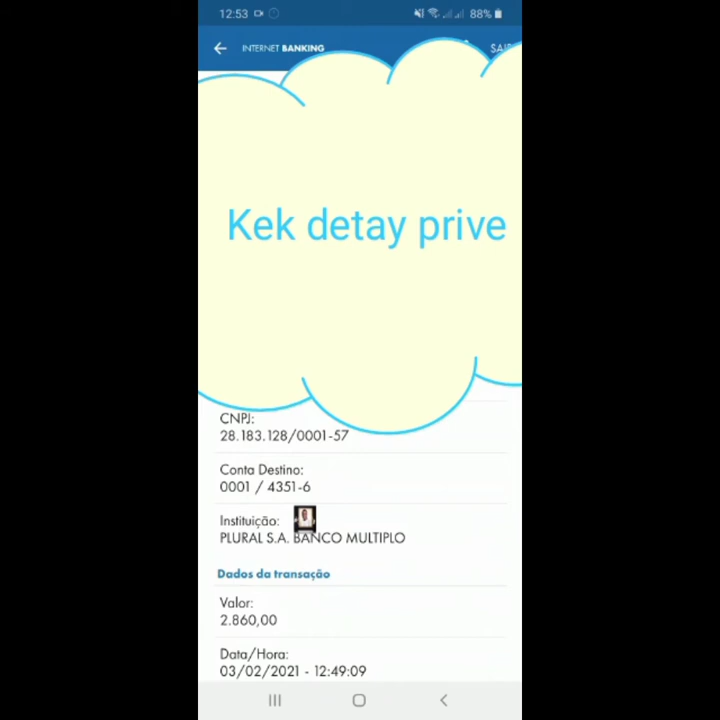 12:53
88%
INTERNET BANKING
Kek detay prive
CNPJ:
28.183.128/0001-57
Conta Destino:
0001 / 4351-6
Instituição:
PLURAL S.A. BANCO MULTIPLO
Dados da transação
Valor:
2.860,00
Data/Hora:
03/02/2021 - 12:49:09